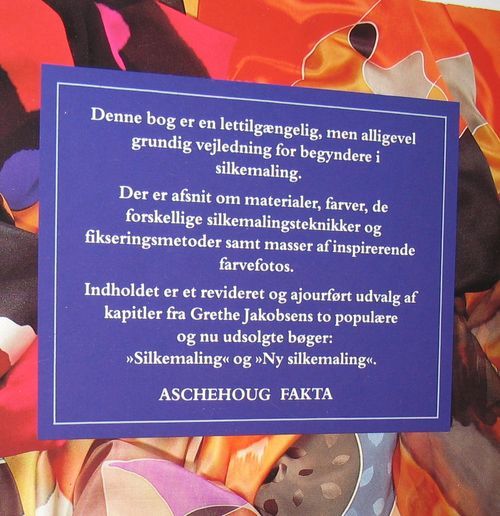 Denne bog er en lettilgængelig, men alligevel
grundig vejledning for begyndere i
silkemaling.
Der er afsnit om materialer, farver, de
forskellige silkemalingsteknikker og
fikseringsmetoder samt masser af inspirerende
farvefotos.
Indholdet er et revideret og ajourført udvalg af
kapitler fra Grethe Jakobsens to populære
og nu udsolgte bøger:
»Silkemaling« og »Ny silkemaling«.
ASCHEHOUG FAKTA